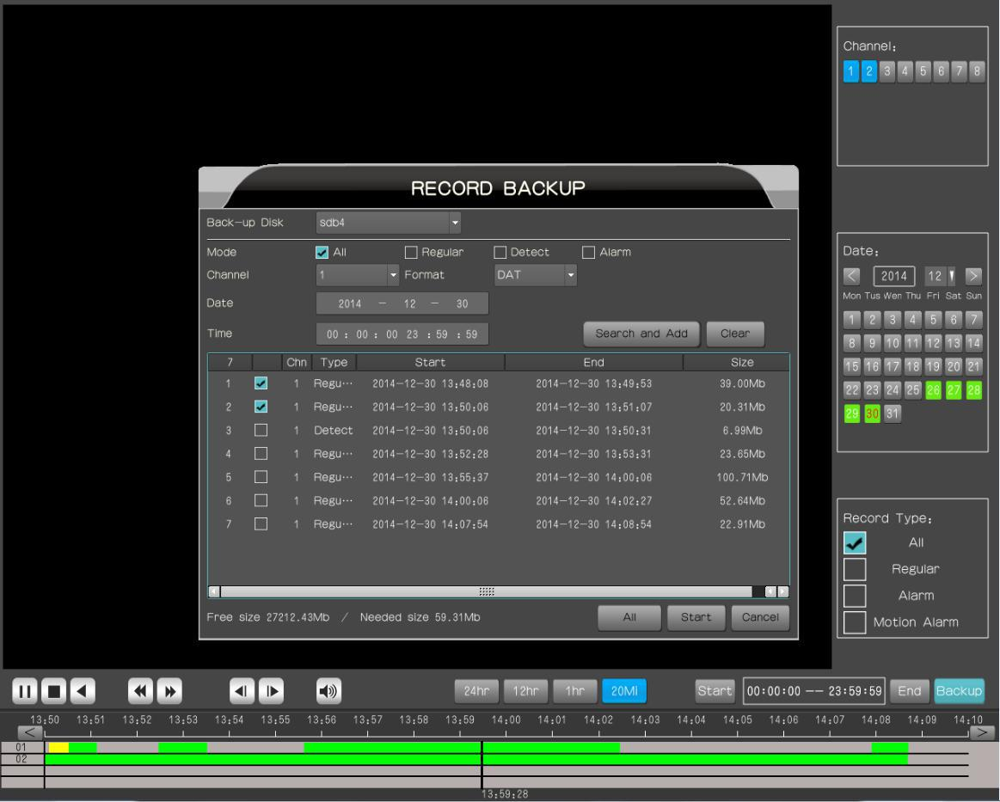 Channel:
1 2 3 4 5 6 7 8
RECORD BACKUP
Back-up Disk sdb4
Mode All Regular Detect Alarm
Channel 1 Format DAT
Date 2014 - 12 - 30
Time 00 : 00 : 00 23 : 59 : 59 Search and Add Clear
7 Chn Type Start End Size
1 1 Regu... 2014-12-30 13:48:08 2014-12-30 13:49:53 39.00Mb
2 1 Regu... 2014-12-30 13:50:06 2014-12-30 13:51:07 20.31Mb
3 1 Detect 2014-12-30 13:50:06 2014-12-30 13:50:31 6.99Mb
4 1 Regu... 2014-12-30 13:52:28 2014-12-30 13:53:31 23.65Mb
5 1 Regu... 2014-12-30 13:55:37 2014-12-30 14:00:06 100.71Mb
6 1 Regu... 2014-12-30 14:00:06 2014-12-30 14:02:27 52.64Mb
7 1 Regu... 2014-12-30 14:07:54 2014-12-30 14:08:54 22.91Mb
Free size 27212.43Mb / Needed size 59.31Mb All Start Cancel
Date:
< 2014 12 >
Mon Tus Wen Thu Fri Sat Sun
1 2 3 4 5 6 7
8 9 10 11 12 13 14
15 16 17 18 19 20 21
22 23 24 25 26 27 28
29 30 31
Record Type:
All
Regular
Alarm
Motion Alarm
24hr 12hr 1hr 20MI Start 00:00:00 -- 23:59:59 End Backup
13:50 13:51 13:52 13:53 13:54 13:55 13:56 13:57 13:58 13:59 14:00 14:01 14:02 14:03 14:04 14:05 14:06 14:07 14:08 14:09 14:10
< >
01
02
13:59:28